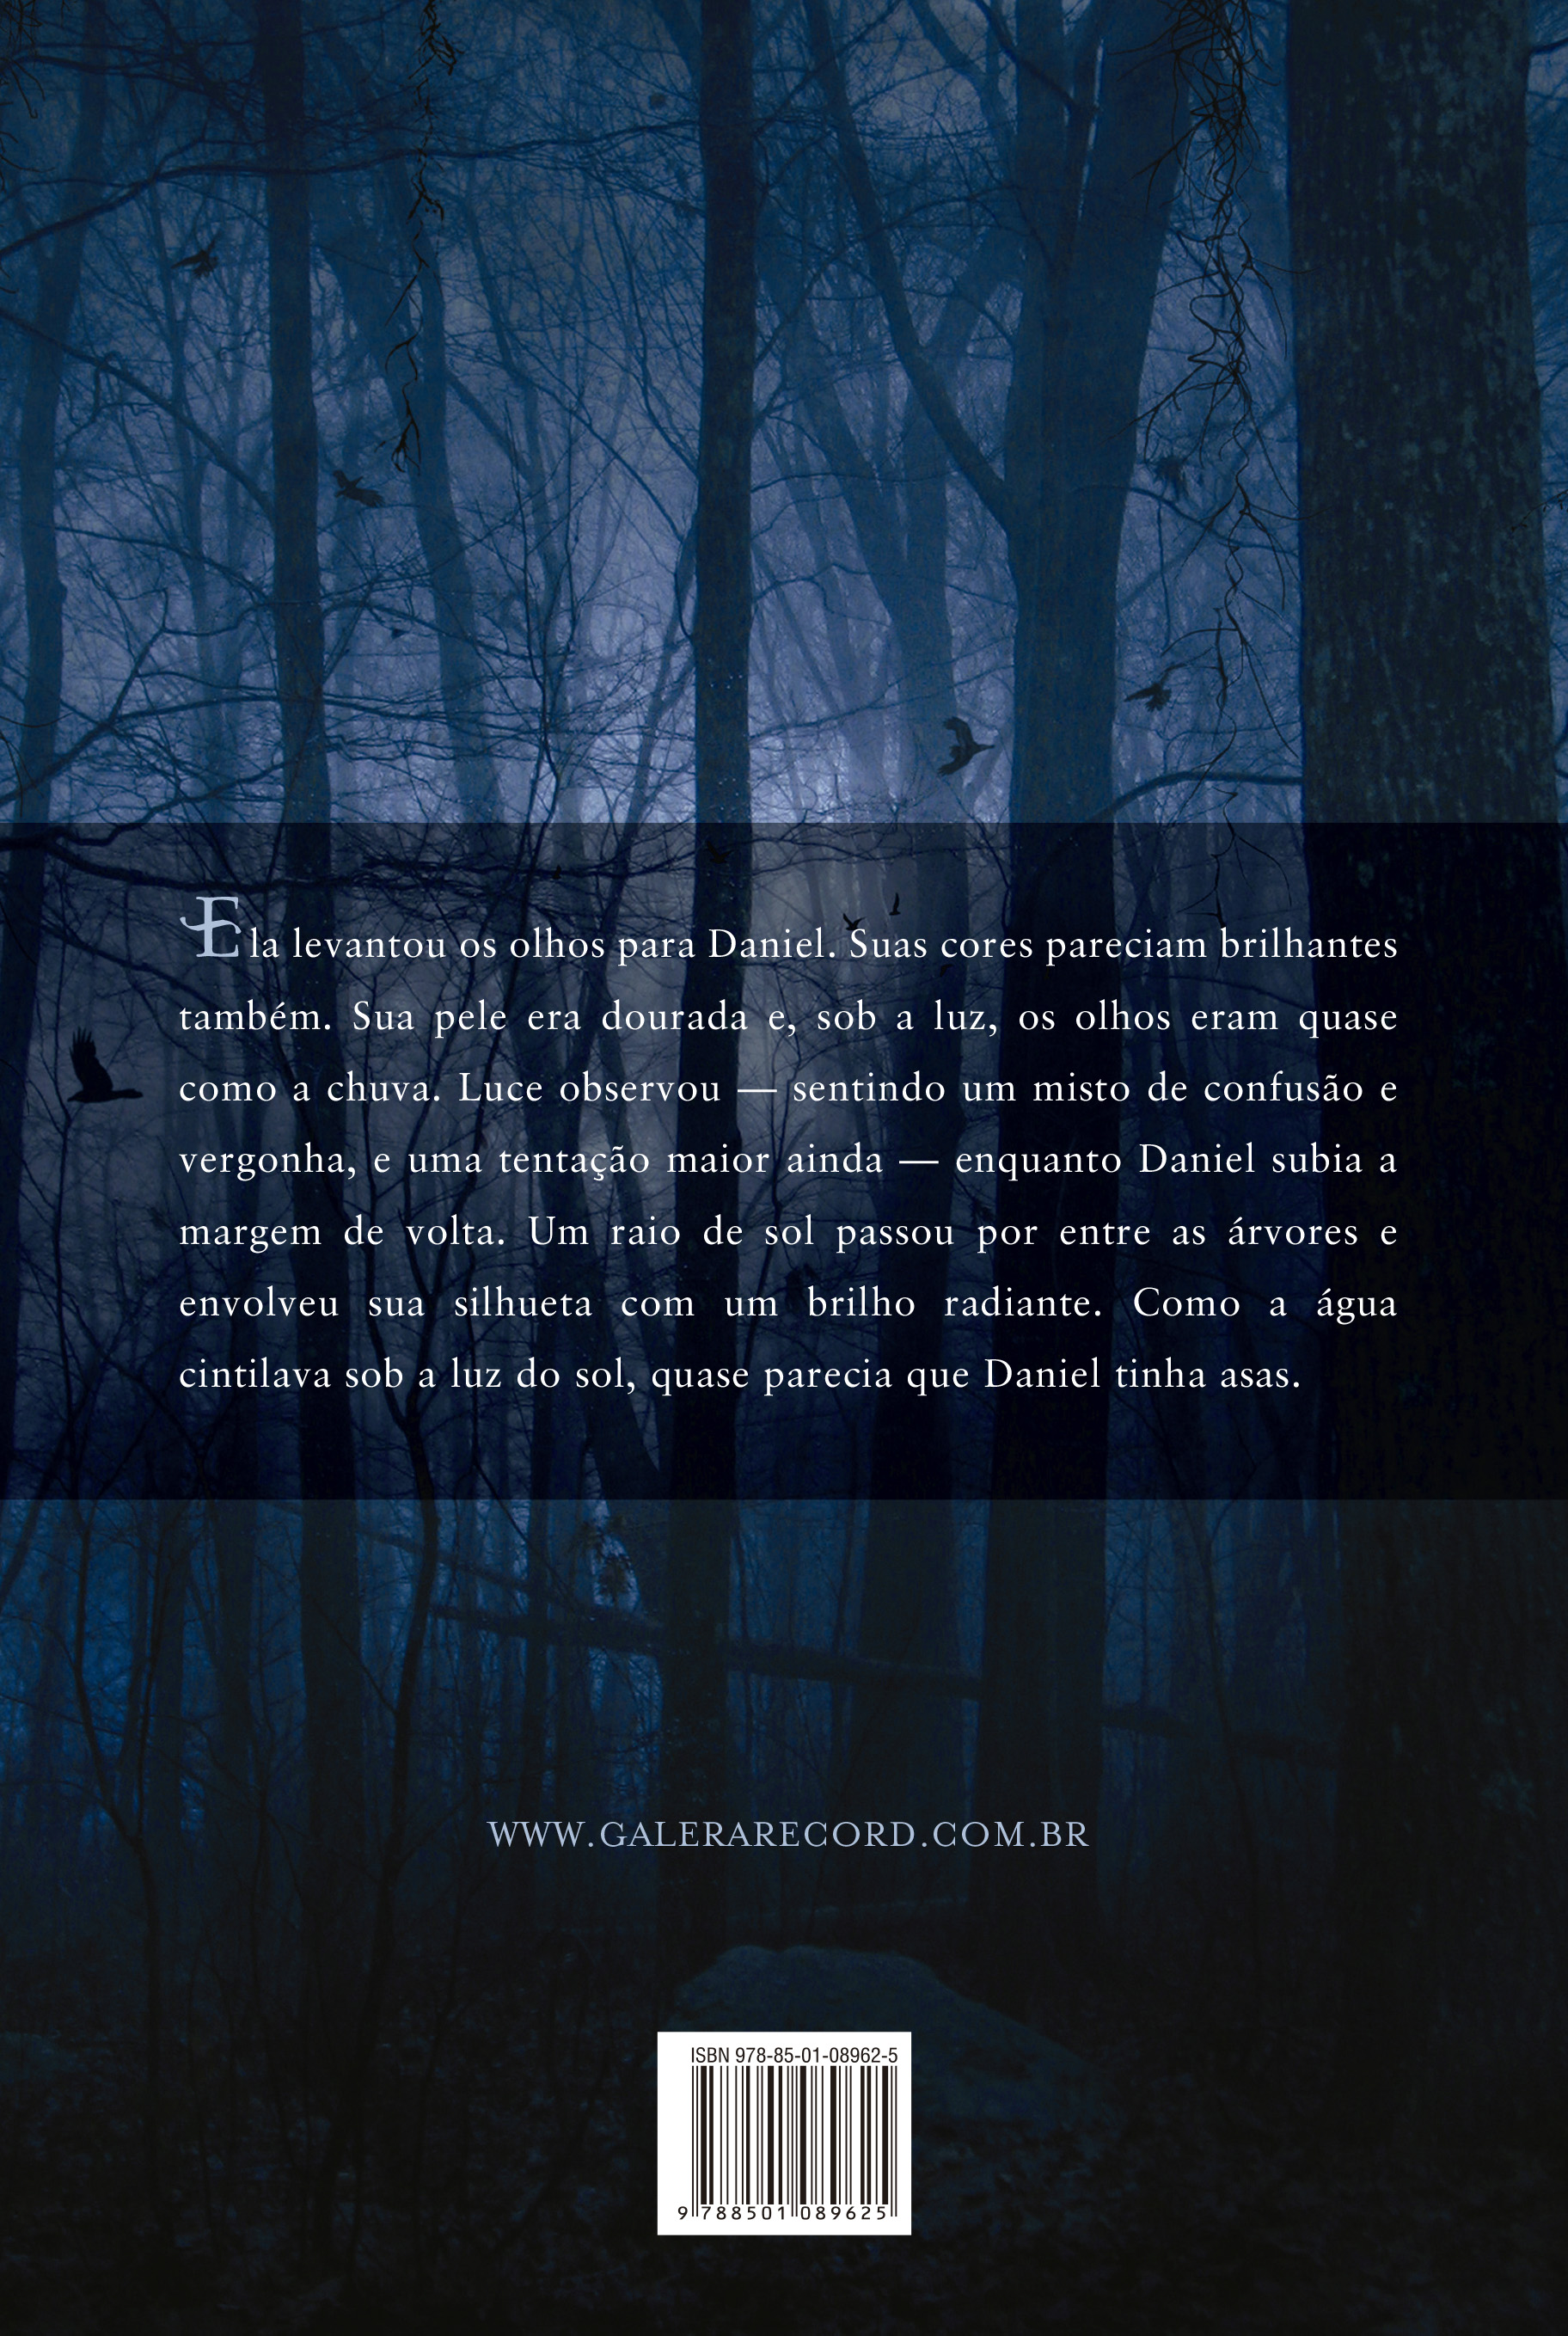 Ela levantou os olhos para Daniel. Suas cores pareciam brilhantes
também. Sua pele era dourada e, sob a luz, os olhos eram quase
como a chuva. Luce observou — sentindo um misto de confusão e
vergonha, e uma tentação maior ainda — enquanto Daniel subia a
margem de volta. Um raio de sol passou por entre as árvores e
envolveu sua silhueta com um brilho radiante. Como a água
cintilava sob a luz do sol, quase parecia que Daniel tinha asas.
WWW.GALERARECORD.COM.BR
ISBN 978-85-01-08962-5
9 788501 089625